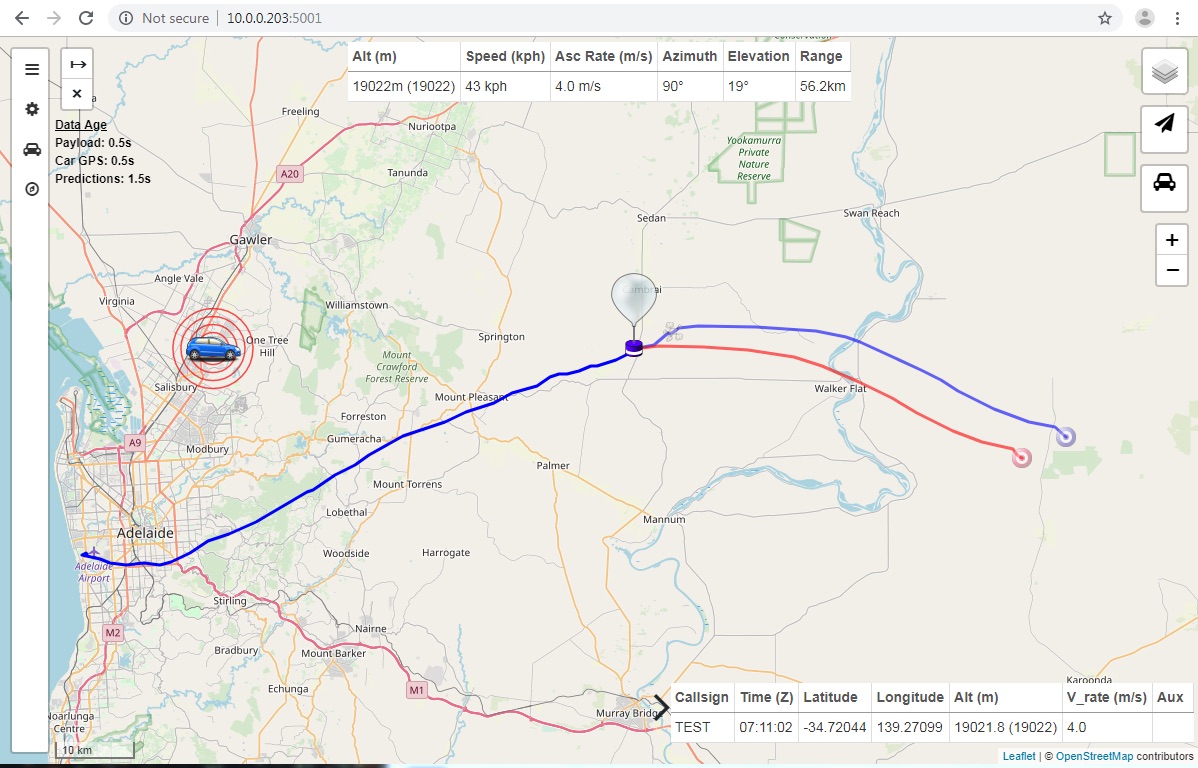 Not secure | 10.0.0.203:5001
Conservation
Alt (m) Speed (kph) Asc Rate (m/s) Azimuth Elevation Range
19022m (19022) 43 kph 4.0 m/s 90° 19° 56.2km
Data Age
Payload: 0.5s
Car GPS: 0.5s
Predictions: 1.5s
Freeling
Nuriootpa
A20
Tanunda
Yookamurra
Private
Nature
Reserve
Sedan
Swan Reach
Gawler
Angle Vale
Virginia
Williamstown
One Tree
Hill
Springton
Mount
Crawford
Forest Reserve
Salisbury
Mount Pleasant
Walker Flat
Forreston
Gumeracha
A9
Modbury
Palmer
Mount Torrens
Lobethal
Mannum
Adelaide
Woodside
Harrogate
Adelaide
Airport
Stirling
M2
Nairne
Bradbury
Mount Barker
Echunga
M1
Karoonda
Murray Bridge
Noarlunga
Centre
10 km
Callsign Time (Z) Latitude Longitude Alt (m) V_rate (m/s) Aux
TEST 07:11:02 -34.72044 139.27099 19021.8 (19022) 4.0
Leaflet | © OpenStreetMap contributors